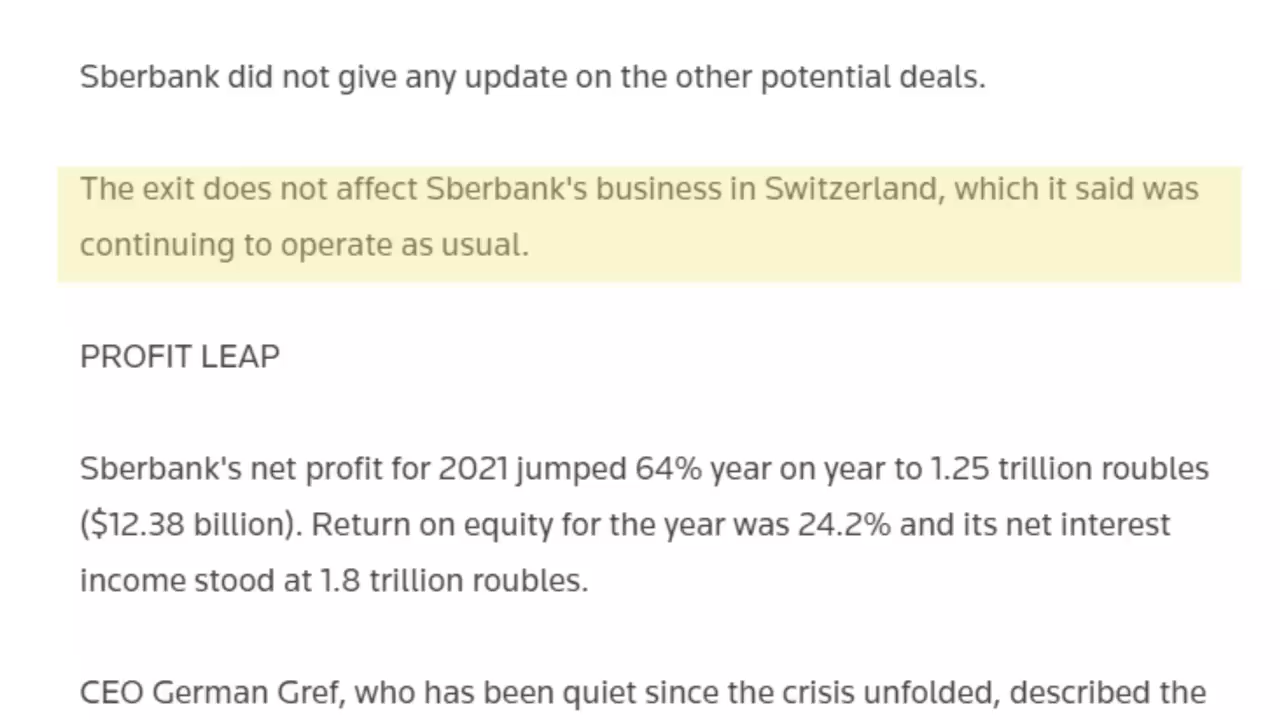 Sberbank did not give any update on the other potential deals.
The exit does not affect Sberbank's business in Switzerland, which it said was
continuing to operate as usual.
PROFIT LEAP
Sberbank's net profit for 2021 jumped 64% year on year to 1.25 trillion roubles
($12.38 billion). Return on equity for the year was 24.2% and its net interest
income stood at 1.8 trillion roubles.
CEO German Gref, who has been quiet since the crisis unfolded, described the